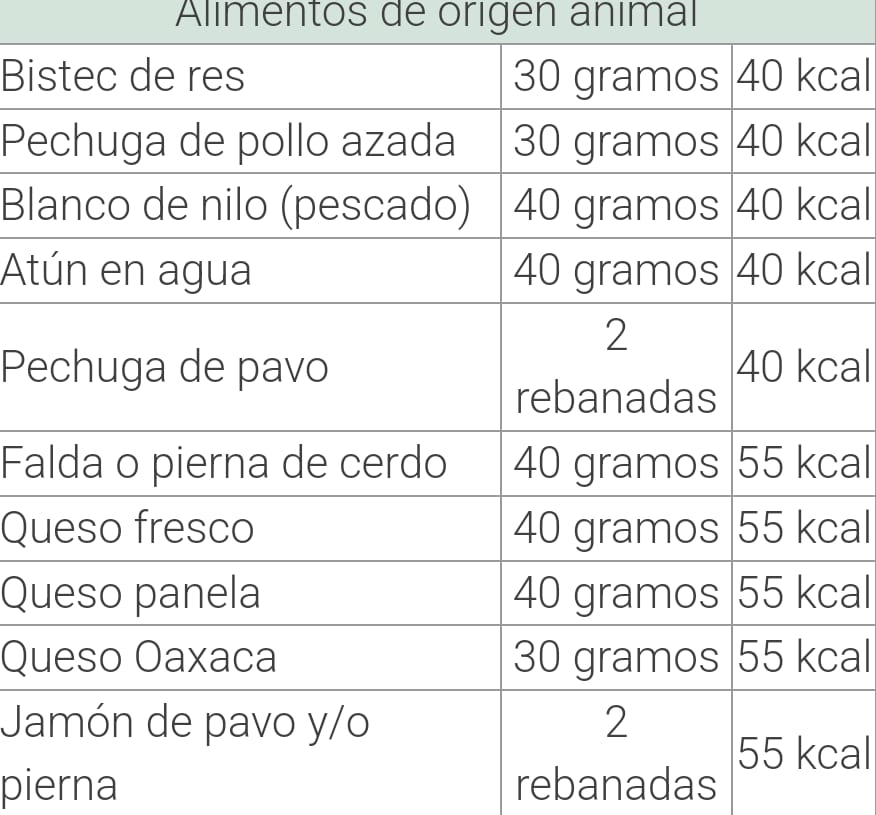 Alimentos de origen animal
Bistec de res 30 gramos 40 kcal
Pechuga de pollo azada 30 gramos 40 kcal
Blanco de nilo (pescado) 40 gramos 40 kcal
Atún en agua 40 gramos 40 kcal
Pechuga de pavo 2 rebanadas 40 kcal
Falda o pierna de cerdo 40 gramos 55 kcal
Queso fresco 40 gramos 55 kcal
Queso panela 40 gramos 55 kcal
Queso Oaxaca 30 gramos 55 kcal
Jamón de pavo y/o pierna 2 rebanadas 55 kcal